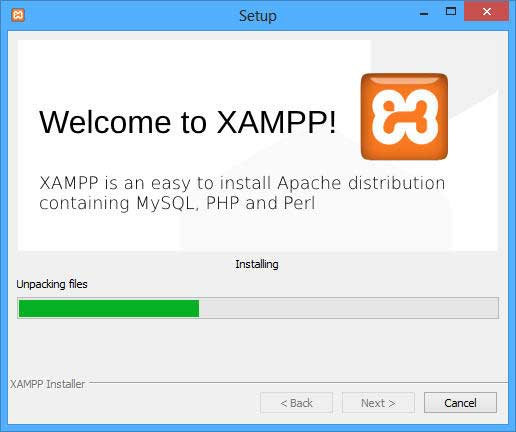 Setup
Welcome to XAMPP!
XAMPP is an easy to install Apache distribution
containing MySQL, PHP and Perl
Installing
Unpacking files
XAMPP Installer
< Back
Next >
Cancel